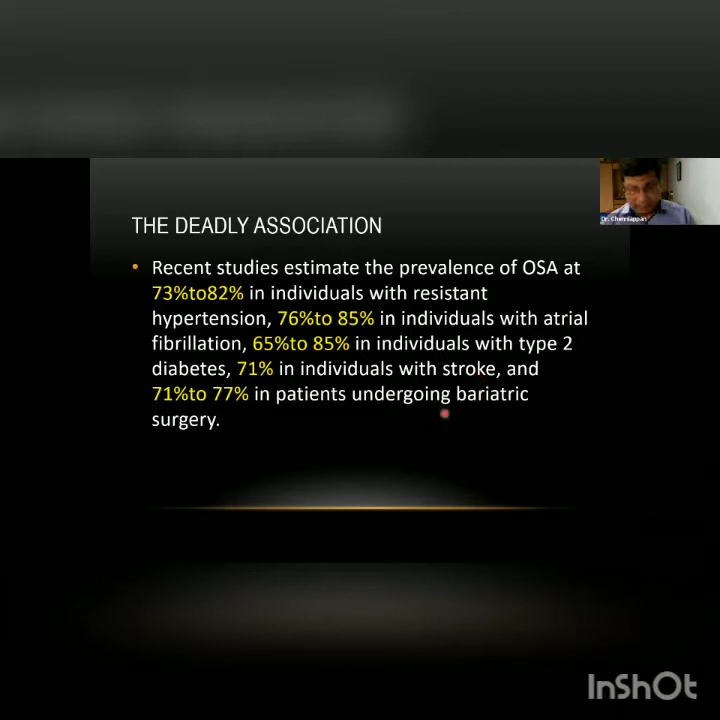 Dr. Chenniappan
THE DEADLY ASSOCIATION
• Recent studies estimate the prevalence of OSA at
73%to82% in individuals with resistant
hypertension, 76%to 85% in individuals with atrial
fibrillation, 65%to 85% in individuals with type 2
diabetes, 71% in individuals with stroke, and
71%to 77% in patients undergoing bariatric
surgery.
InShOt